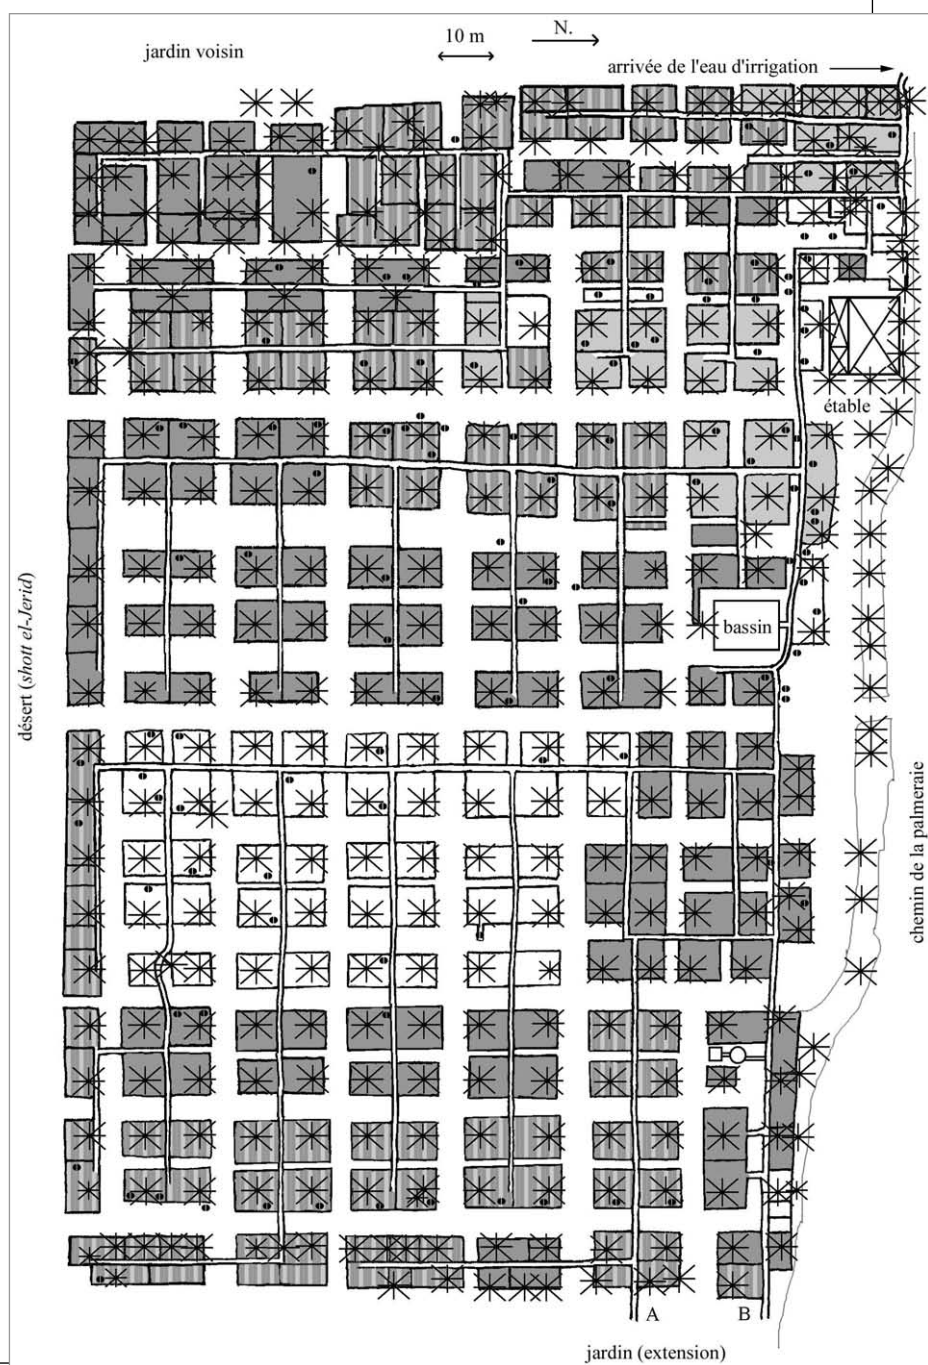 10 m
N.
jardin voisin
arrivée de l'eau d'irrigation
étable
désert (shott el-Jerid)
bassin
chemin de la palmeraie
A
B
jardin (extension)